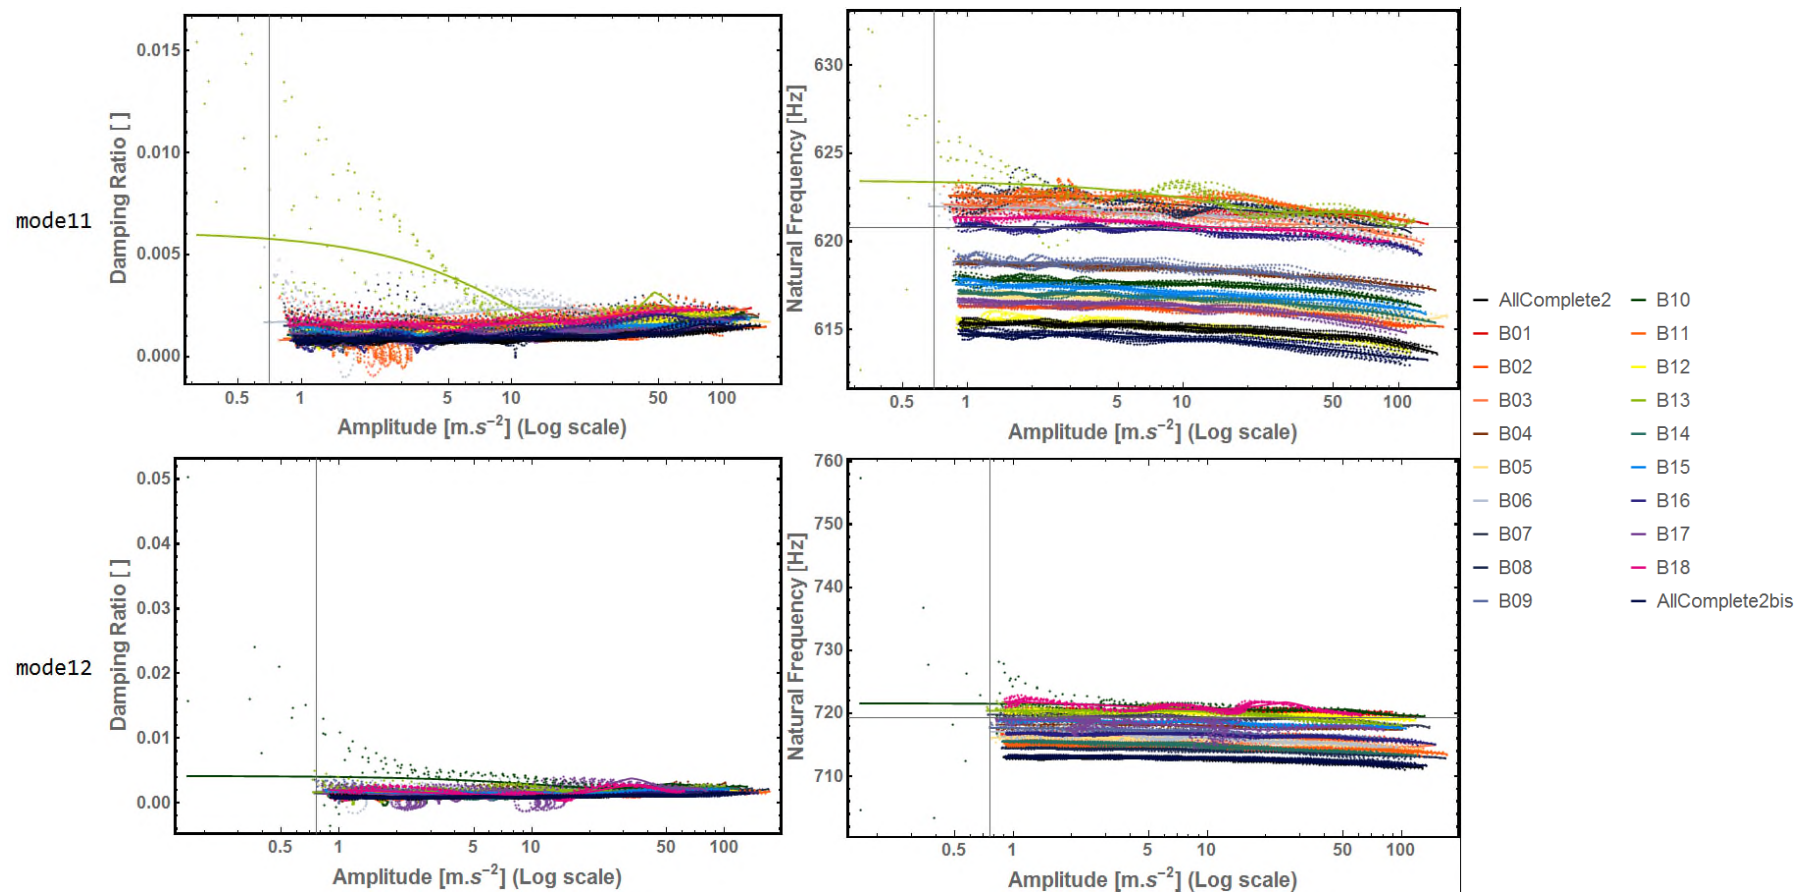 mode11
Damping Ratio [ ]
0.015
0.010
0.005
0.000
0.5 1 5 10 50 100
Amplitude [m.s⁻²] (Log scale)
Natural Frequency [Hz]
630
625
620
615
0.5 1 5 10 50 100
Amplitude [m.s⁻²] (Log scale)
mode12
Damping Ratio [ ]
0.05
0.04
0.03
0.02
0.01
0.00
0.5 1 5 10 50 100
Amplitude [m.s⁻²] (Log scale)
Natural Frequency [Hz]
760
750
740
730
720
710
0.5 1 5 10 50 100
Amplitude [m.s⁻²] (Log scale)
AllComplete2
B01
B02
B03
B04
B05
B06
B07
B08
B09
B10
B11
B12
B13
B14
B15
B16
B17
B18
AllComplete2bis